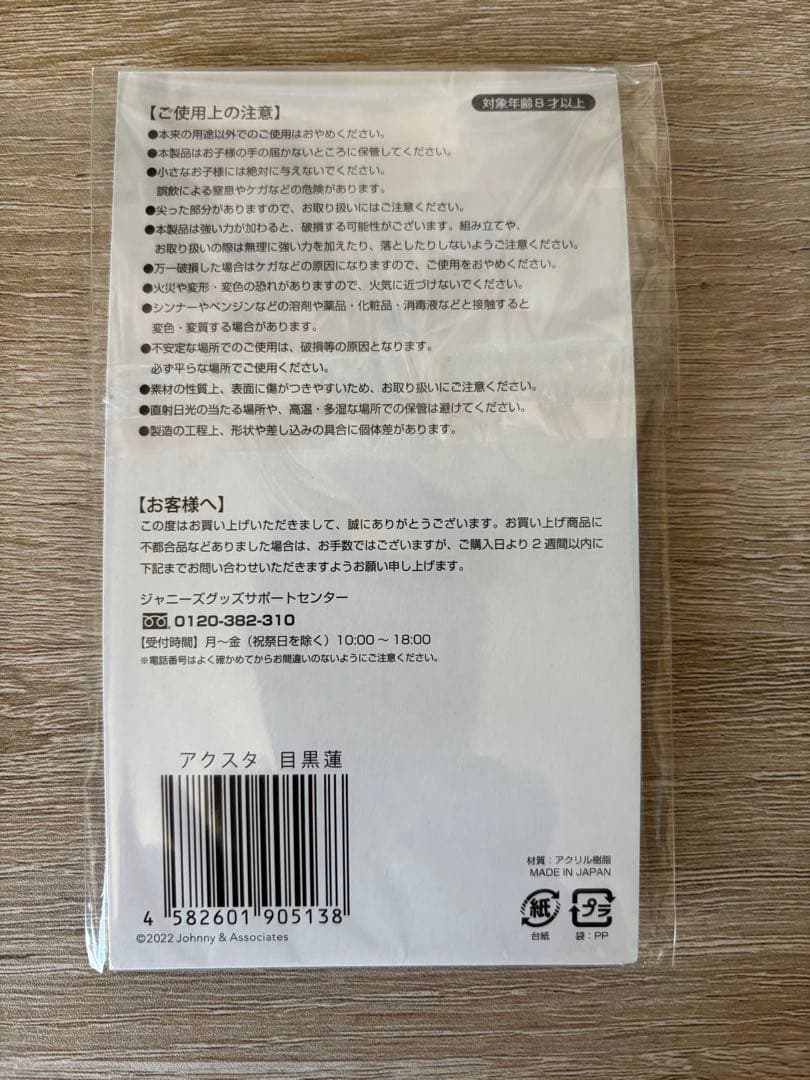 対象年齢8才以上
【ご使用上の注意】
●本来の用途以外でのご使用はおやめください。
●本製品はお子様の手の届かないところに保管してください。
●小さなお子様には絶対に与えないでください。
誤飲による窒息やケガなどの危険があります。
●尖った部分がありますので、お取り扱いにはご注意ください。
●本製品は強い力が加わると、破損する可能性がございます。組み立てや、
お取り扱いの際は無理に強い力を加えたり、落としたりしないようご注意ください。
●万一破損した場合はケガなどの原因になりますので、ご使用をおやめください。
●火災や変形・変色の恐れがありますので、火気に近づけないでください。
●シンナーやベンジンなどの溶剤や薬品・化粧品・消毒液などと接触すると
変色・変質する場合があります。
●不安定な場所でのご使用は、破損等の原因となります。
必ず平らな場所でご使用ください。
●素材の性質上、表面に傷がつきやすいため、お取り扱いにご注意ください。
●直射日光の当たる場所や、高温・多湿な場所での保管は避けてください。
●製造の工程上、形状や差し込みの具合に個体差があります。
【お客様へ】
この度はお買い上げいただきまして、誠にありがとうございます。お買い上げ商品に
不都合品などありました場合は、お手数ではございますが、ご購入日より2週間以内に
下記までお問い合わせいただきますようお願い申し上げます。
ジャニーズグッズサポートセンター
0120-382-310
【受付時間】月〜金（祝祭日を除く）10:00〜18:00
※電話番号はよく確かめてからお間違いのないようにご注意ください。
アクスタ 目黒蓮
4 582601 905138
©2022 Johnny & Associates
材質：アクリル樹脂
MADE IN JAPAN
紙 プラ
台紙 袋：PP